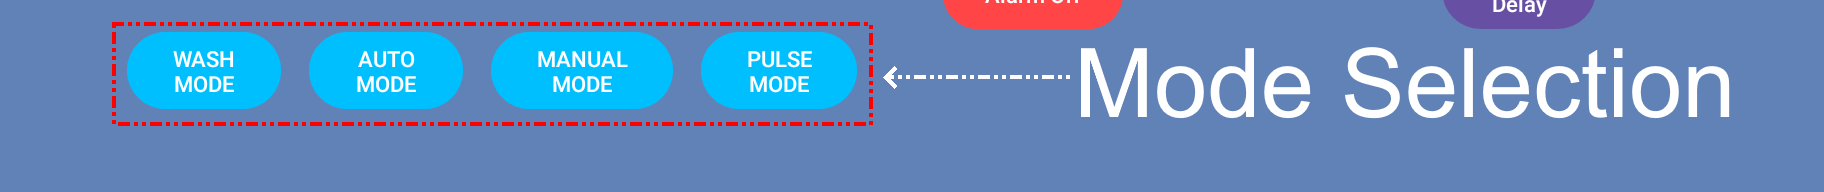 Delay
WASH
MODE
AUTO
MODE
MANUAL
MODE
PULSE
MODE
Mode Selection